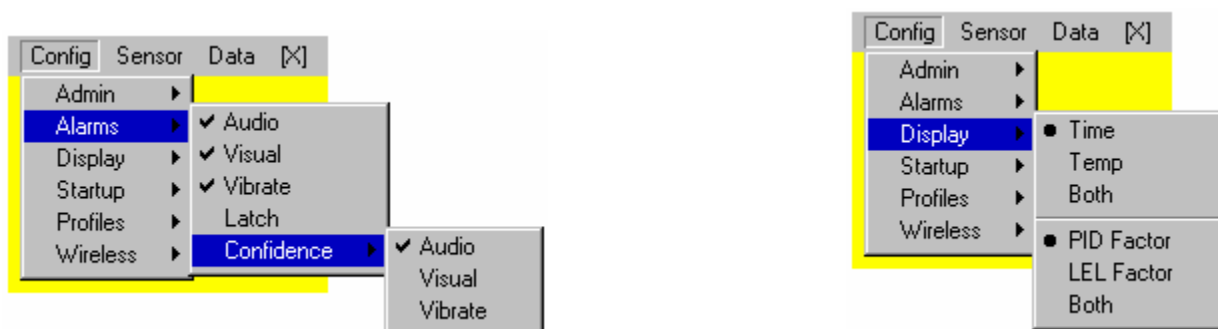 Config Sensor Data [X]
Admin
Alarms
Display
Startup
Profiles
Wireless
Audio
Visual
Vibrate
Latch
Confidence
Audio
Visual
Vibrate
Config Sensor Data [X]
Admin
Alarms
Display
Startup
Profiles
Wireless
Time
Temp
Both
PID Factor
LEL Factor
Both